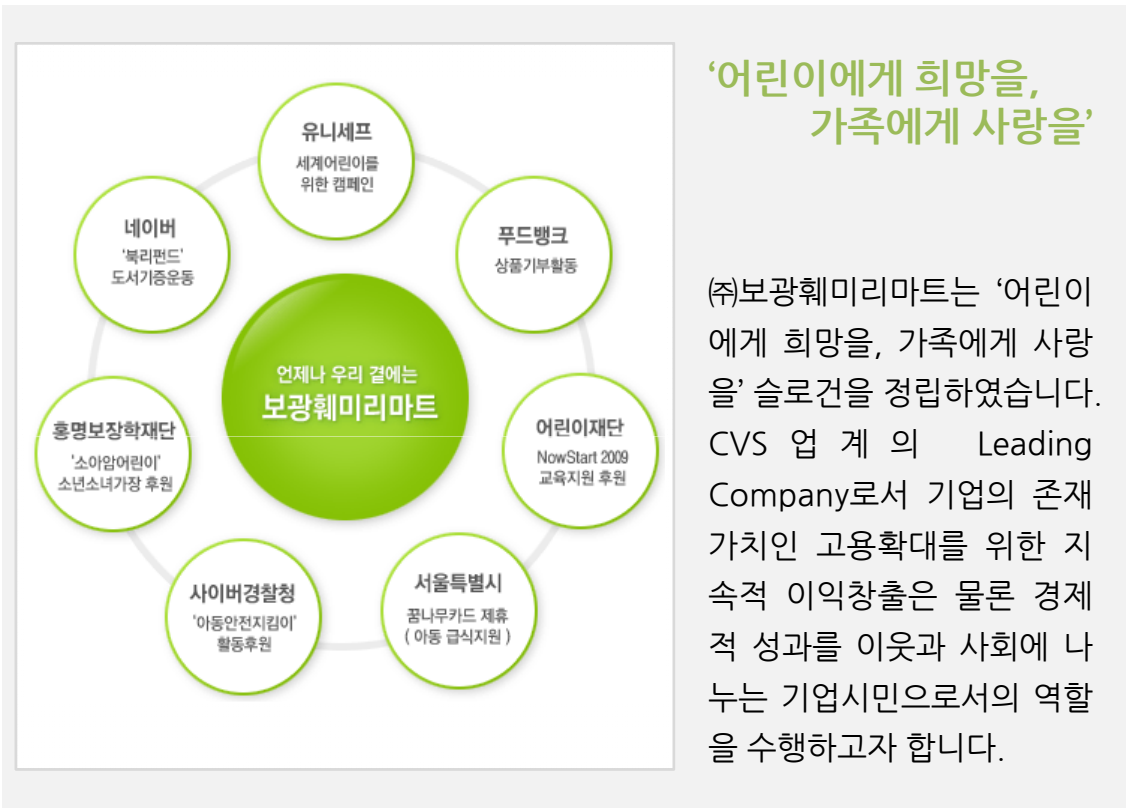 유니세프
세계어린이를
위한 캠페인
푸드뱅크
상품기부활동
어린이재단
NowStart 2009
교육지원 후원
서울특별시
꿈나무카드 제휴
( 아동 급식지원 )
사이버경찰청
'아동안전지킴이'
활동후원
홍명보장학재단
'소아암어린이'
소년소녀가장 후원
네이버
'북리펀드'
도서기증운동
언제나 우리 곁에는
보광훼미리마트
‘어린이에게 희망을,
가족에게 사랑을’
㈜보광훼미리마트는 ‘어린이
에게 희망을, 가족에게 사랑
을’ 슬로건을 정립하였습니다.
CVS 업 계 의 Leading
Company로서 기업의 존재
가치인 고용확대를 위한 지
속적 이익창출은 물론 경제
적 성과를 이웃과 사회에 나
누는 기업시민으로서의 역할
을 수행하고자 합니다.